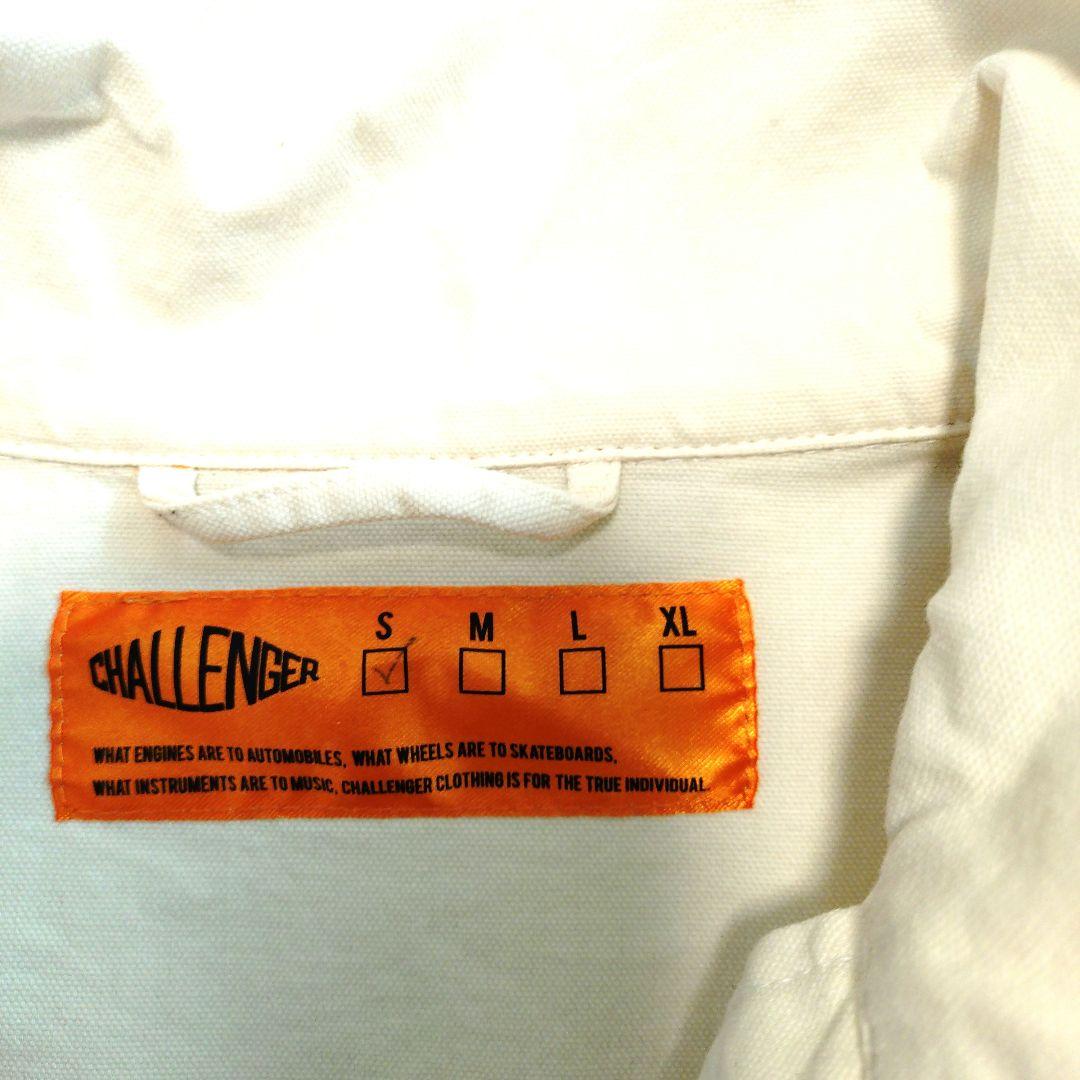 CHALLENGER
S M L XL
WHAT ENGINES ARE TO AUTOMOBILES, WHAT WHEELS ARE TO SKATEBOARDS,
WHAT INSTRUMENTS ARE TO MUSIC, CHALLENGER CLOTHING IS FOR THE TRUE INDIVIDUAL.